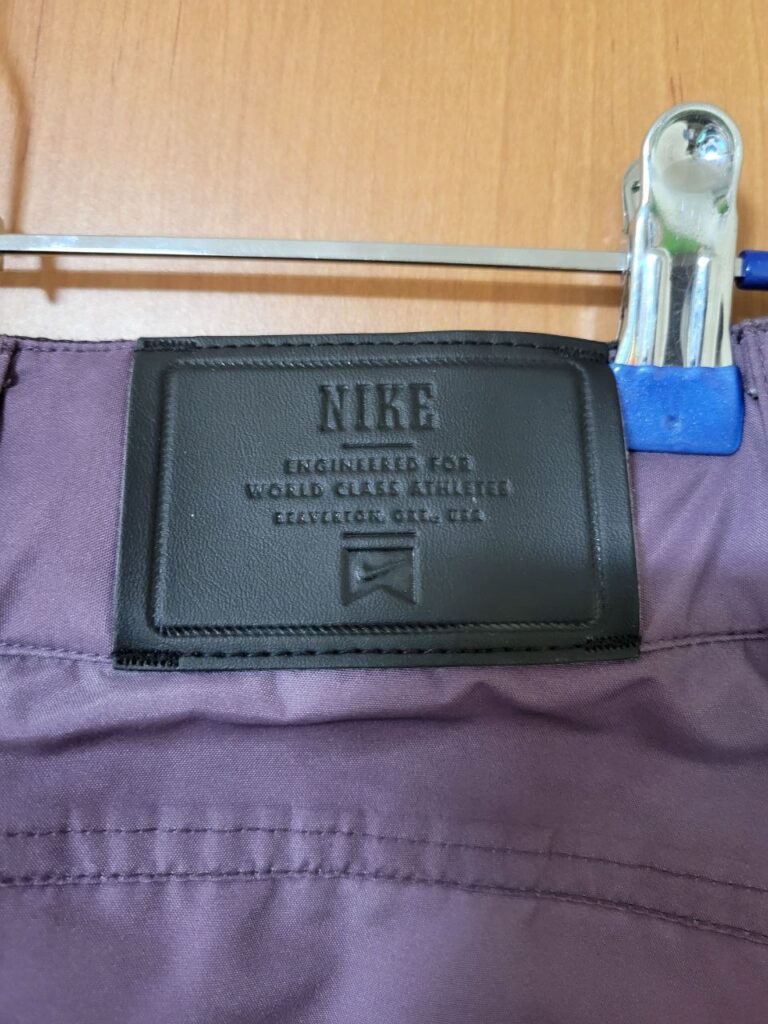 NIKE
ENGINEERED FOR
WORLD CLASS ATHLETES
BEAVERTON, ORE., USA